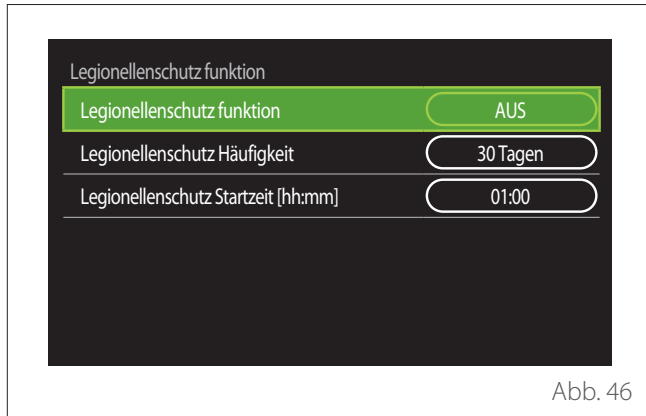 Legionellenschutz funktion
Legionellenschutz funktion AUS
Legionellenschutz Häufigkeit 30 Tagen
Legionellenschutz Startzeit [hh:mm] 01:00
Abb. 46